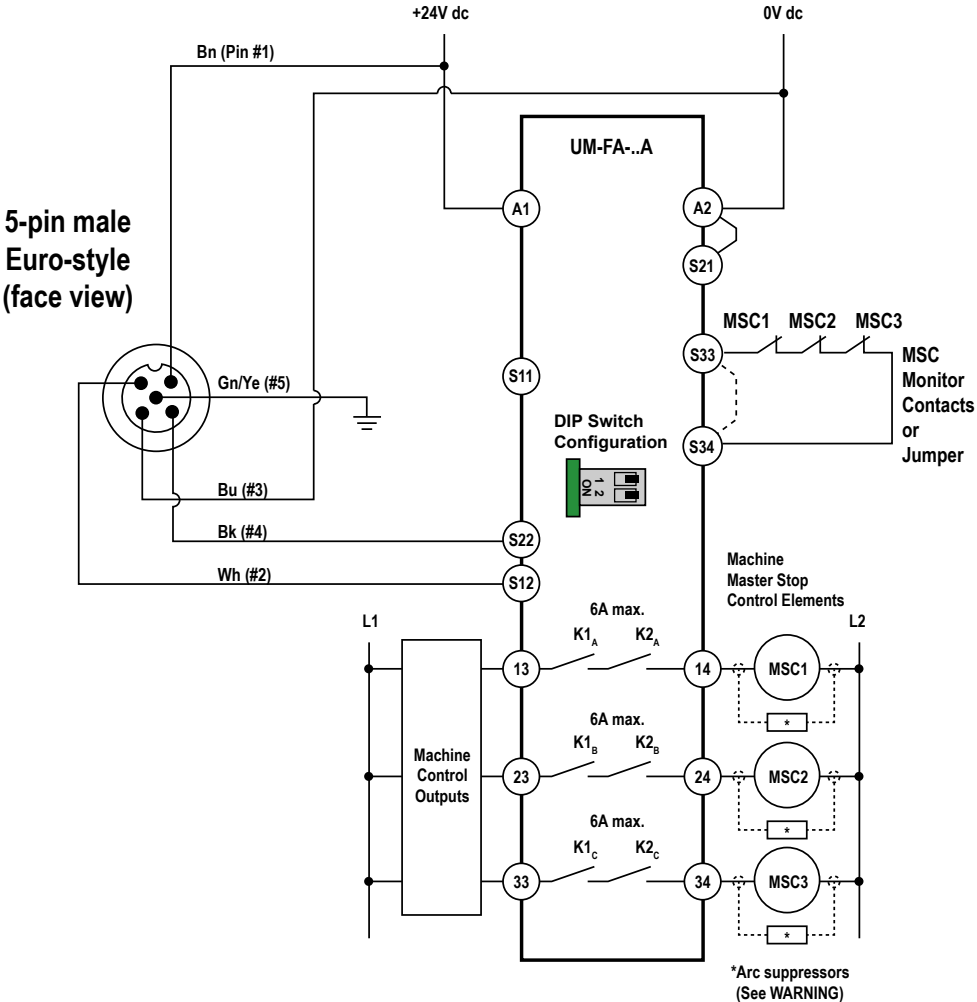 +24V dc
0V dc
Bn (Pin #1)
UM-FA-..A
5-pin male
Euro-style
(face view)
A1
A2
S21
MSC1 MSC2 MSC3
S33
MSC
Monitor
Contacts
or
Jumper
S11
Gn/Ye (#5)
DIP Switch
Configuration
S34
1 2
ON
Bu (#3)
Bk (#4)
S22
Wh (#2)
S12
Machine
Master Stop
Control Elements
L1
L2
6A max.
K1A K2A
13
14
MSC1
*
6A max.
K1B K2B
Machine
Control
Outputs
23
24
MSC2
*
6A max.
K1C K2C
33
34
MSC3
*
*Arc suppressors
(See WARNING)